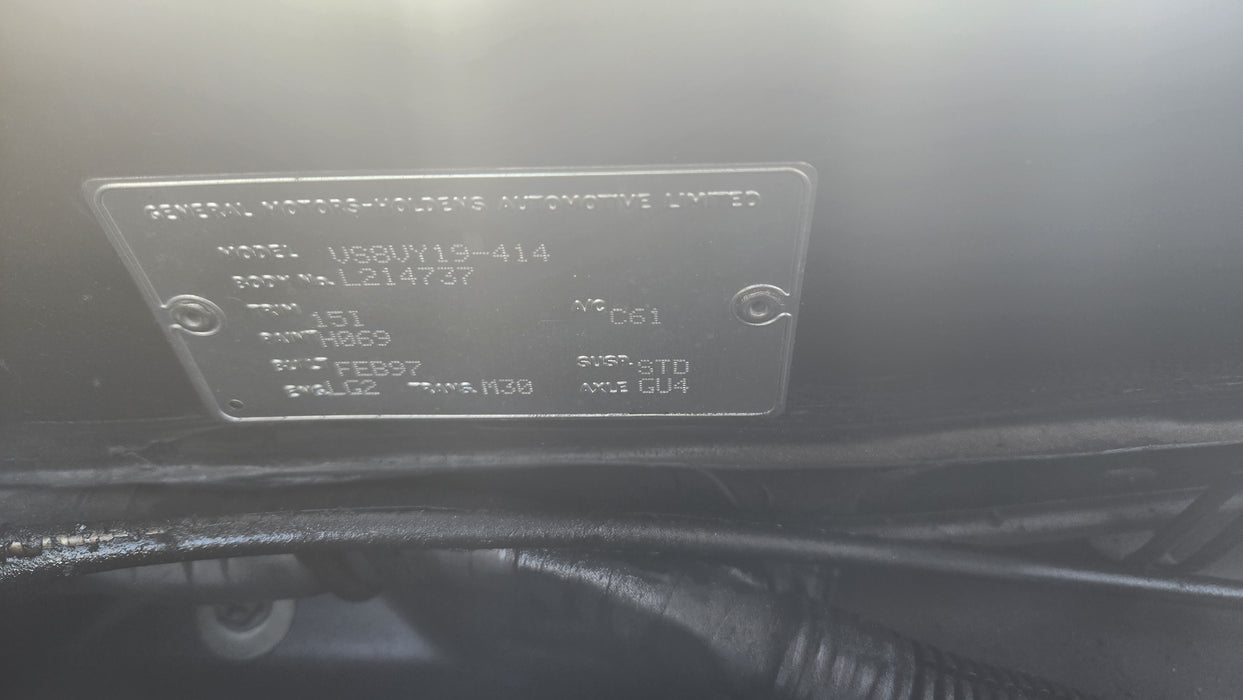 GENERAL MOTORS-HOLDENS AUTOMOTIVE LIMITED
MODEL VS8VY19-414
BODY No. L214737
TRIM 15I A/C C61
PAINT H069
BUILT FEB97 SUSP. STD
ENG LG2 TRANS. M30 AXLE GU4